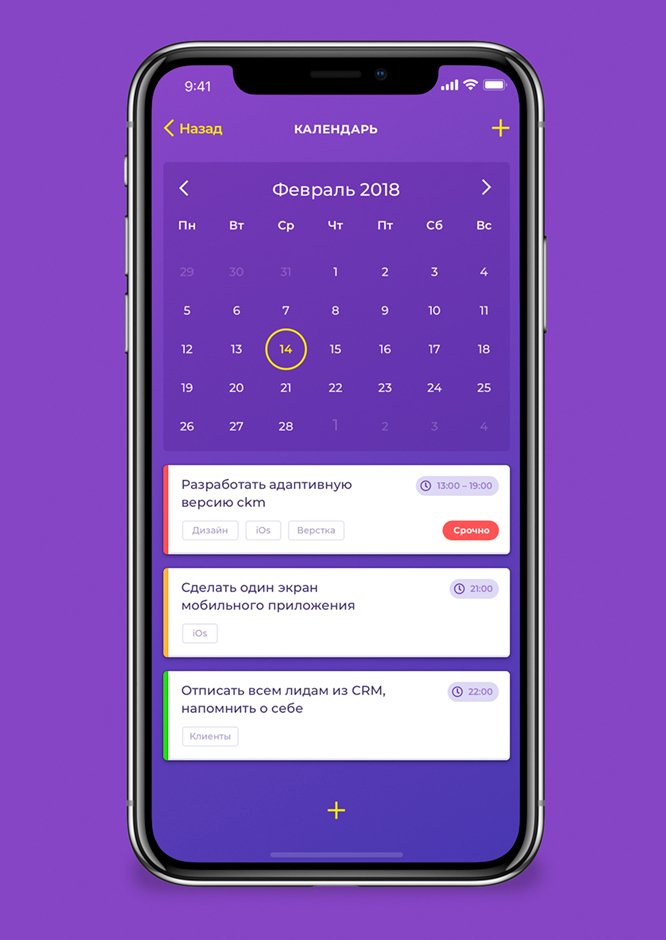 9:41
Назад
КАЛЕНДАРЬ
Февраль 2018
Пн Вт Ср Чт Пт Сб Вс
29 30 31 1 2 3 4
5 6 7 8 9 10 11
12 13 14 15 16 17 18
19 20 21 22 23 24 25
26 27 28 1 2 3 4
Разработать адаптивную
версию ckm
13:00 – 19:00
Дизайн iOs Верстка
Срочно
Сделать один экран
мобильного приложения
21:00
iOs
Отписать всем лидам из CRM,
напомнить о себе
22:00
Клиенты